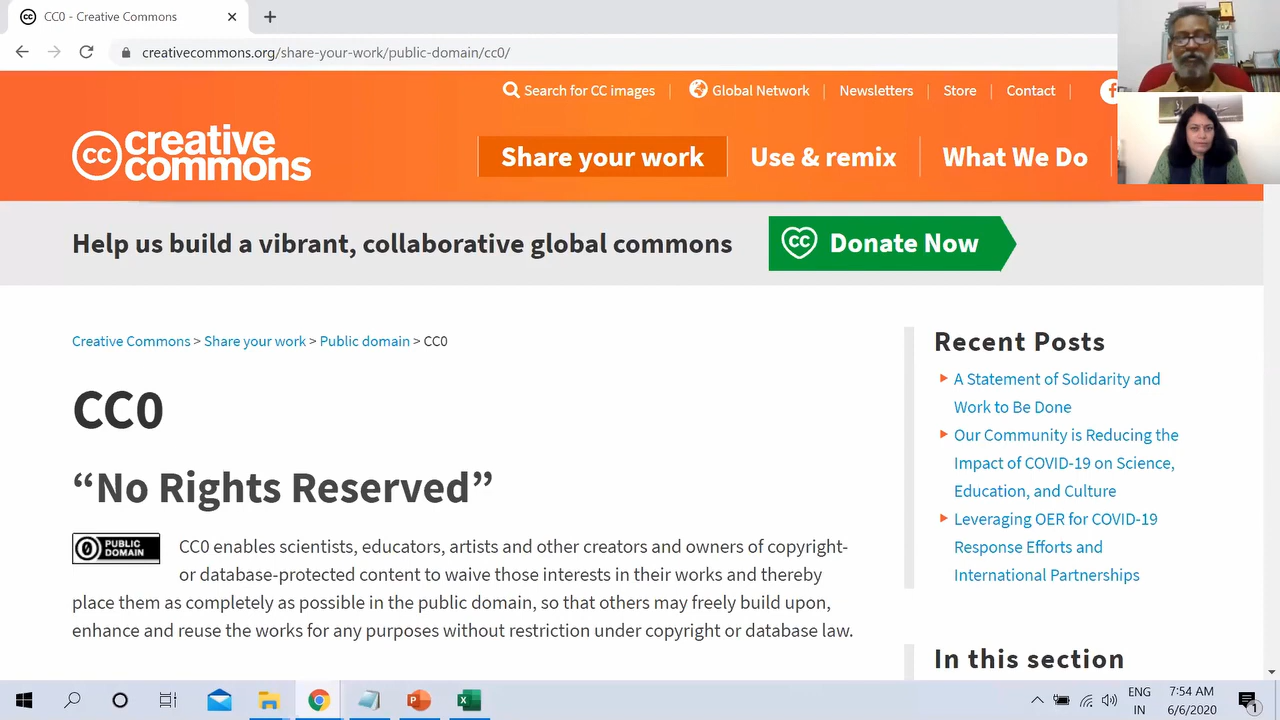 CC0 - Creative Commons
creativecommons.org/share-your-work/public-domain/cc0/
Search for CC images
Global Network
Newsletters
Store
Contact
cc creative commons
Share your work
Use & remix
What We Do
Help us build a vibrant, collaborative global commons
Donate Now
Creative Commons > Share your work > Public domain > CC0
CC0
“No Rights Reserved”
PUBLIC
DOMAIN
CC0 enables scientists, educators, artists and other creators and owners of copyright-
or database-protected content to waive those interests in their works and thereby
place them as completely as possible in the public domain, so that others may freely build upon,
enhance and reuse the works for any purposes without restriction under copyright or database law.
Recent Posts
A Statement of Solidarity and
Work to Be Done
Our Community is Reducing the
Impact of COVID-19 on Science,
Education, and Culture
Leveraging OER for COVID-19
Response Efforts and
International Partnerships
In this section
ENG
IN
7:54 AM
6/6/2020
1